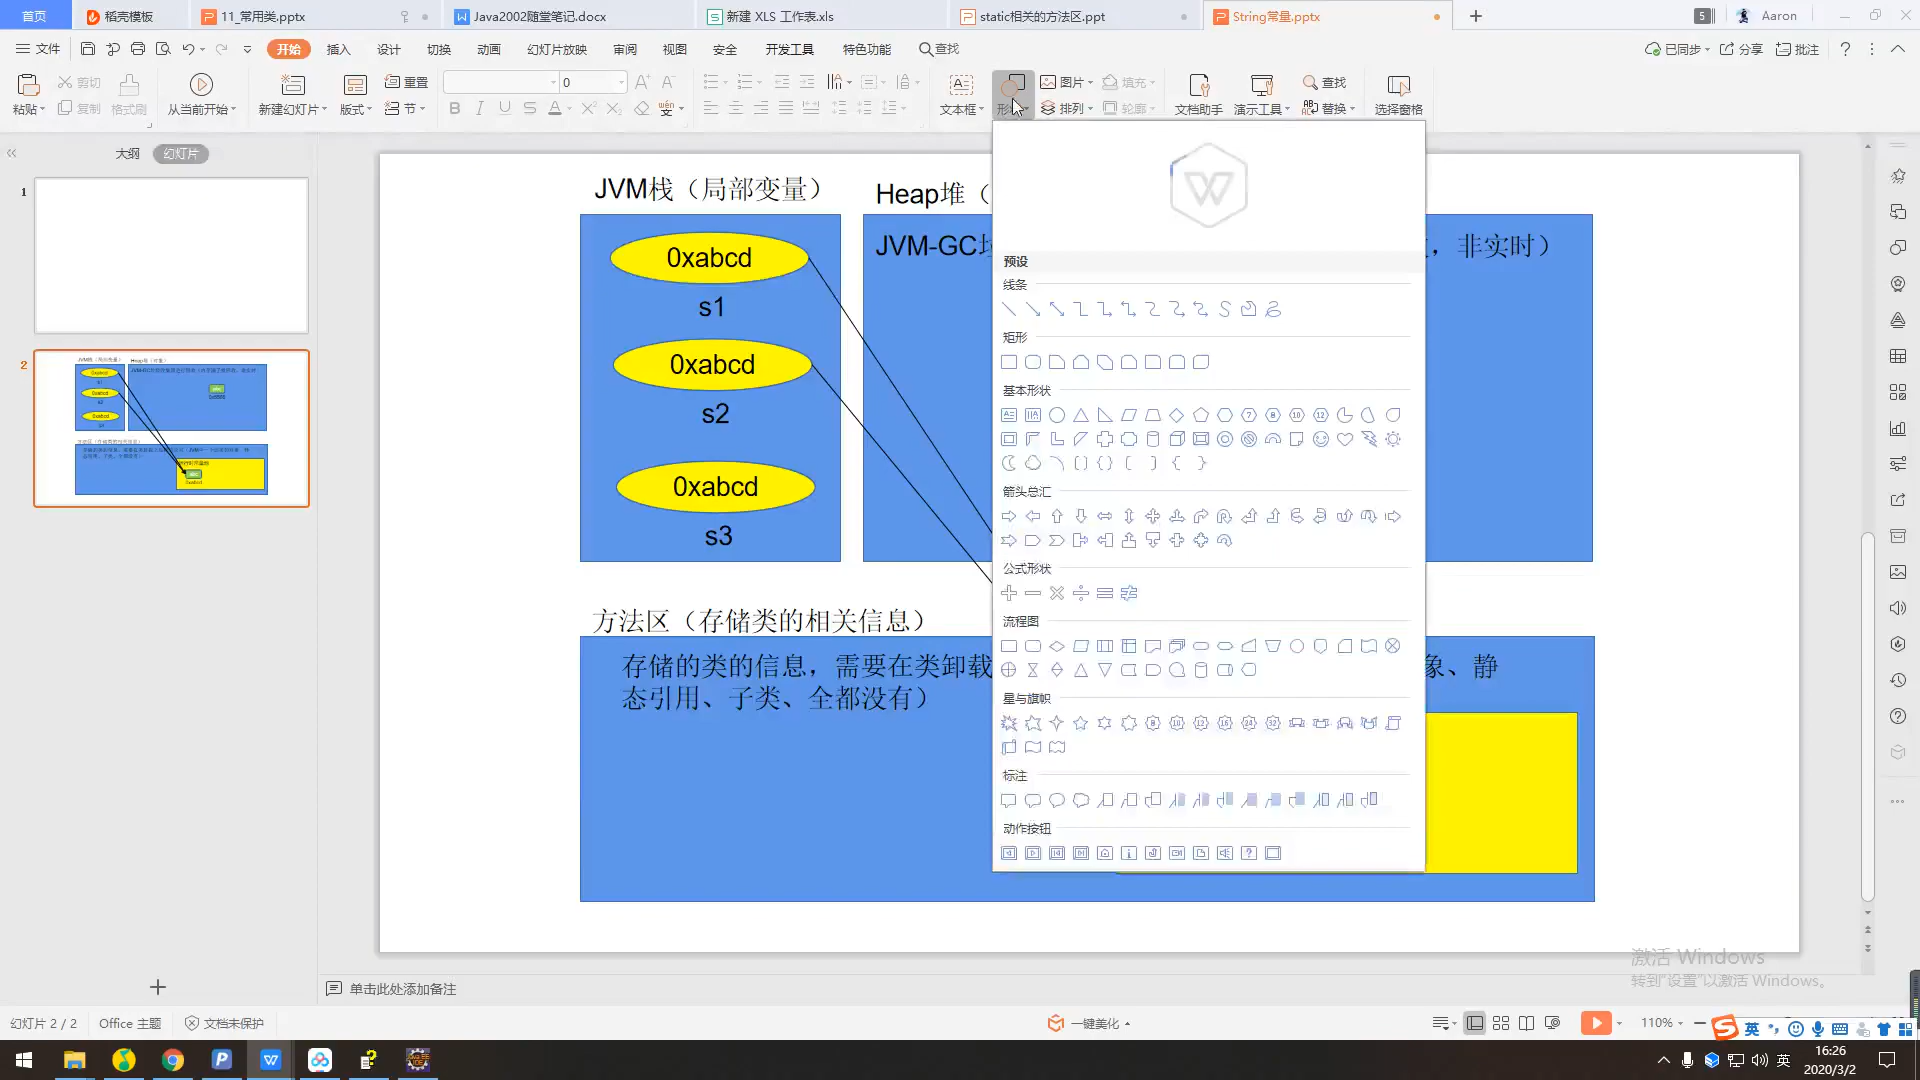 首页
稻壳模板
11_常用类.pptx
Java2002随堂笔记.docx
新建 XLS 工作表.xls
static相关的方法区.ppt
String常量.pptx
5
Aaron
文件
开始
插入
设计
切换
动画
幻灯片放映
审阅
视图
安全
开发工具
特色功能
查找
已同步
分享
批注
粘贴
剪切
复制
格式刷
从当前开始
新建幻灯片
版式
重置
节
0
文本框
形状
图片
排列
填充
轮廓
文档助手
演示工具
查找
替换
选择窗格
大纲
幻灯片
1
2
JVM栈（局部变量）
Heap堆（
JVM-GC
，非实时）
0xabcd
s1
0xabcd
s2
0xabcd
s3
方法区（存储类的相关信息）
存储的类的信息，需要在类卸载
象、静
态引用、子类、全都没有）
预设
线条
矩形
基本形状
箭头总汇
公式形状
流程图
星与旗帜
标注
动作按钮
激活 Windows
转到“设置”以激活 Windows。
单击此处添加备注
幻灯片 2 / 2
Office 主题
文档未保护
一键美化
110%
英
英
16:26
2020/3/2